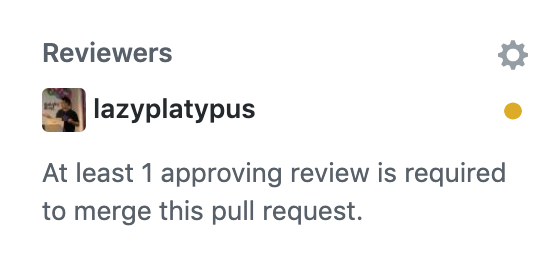 Reviewers
lazyplatypus
At least 1 approving review is required
to merge this pull request.